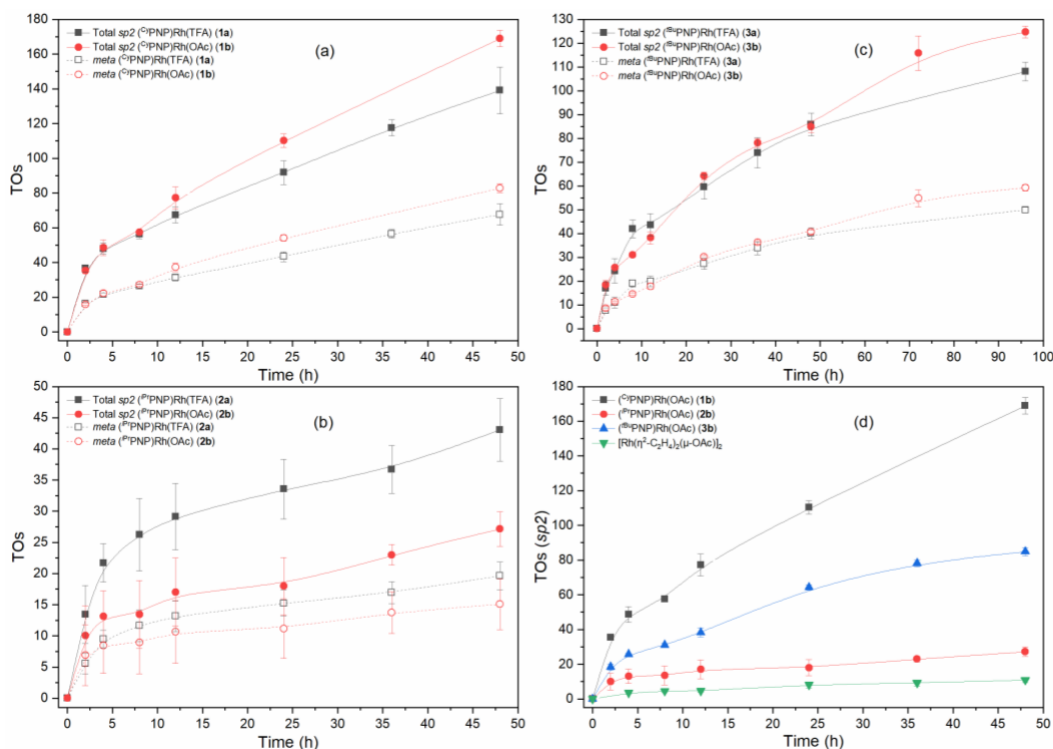 (a)
Total sp2 (ᶜʸPNP)Rh(TFA) (1a)
Total sp2 (ᶜʸPNP)Rh(OAc) (1b)
meta (ᶜʸPNP)Rh(TFA) (1a)
meta (ᶜʸPNP)Rh(OAc) (1b)
TOs
180
160
140
120
100
80
60
40
20
0
0 5 10 15 20 25 30 35 40 45 50
Time (h)
(c)
Total sp2 (ᵗᴮᵘPNP)Rh(TFA) (3a)
Total sp2 (ᵗᴮᵘPNP)Rh(OAc) (3b)
meta (ᵗᴮᵘPNP)Rh(TFA) (3a)
meta (ᵗᴮᵘPNP)Rh(OAc) (3b)
TOs
130
120
110
100
90
80
70
60
50
40
30
20
10
0
0 10 20 30 40 50 60 70 80 90 100
Time (h)
(b)
Total sp2 (ⁱᴾʳPNP)Rh(TFA) (2a)
Total sp2 (ⁱᴾʳPNP)Rh(OAc) (2b)
meta (ⁱᴾʳPNP)Rh(TFA) (2a)
meta (ⁱᴾʳPNP)Rh(OAc) (2b)
TOs
50
45
40
35
30
25
20
15
10
5
0
0 5 10 15 20 25 30 35 40 45 50
Time (h)
(d)
(ᶜʸPNP)Rh(OAc) (1b)
(ⁱᴾʳPNP)Rh(OAc) (2b)
(ᵗᴮᵘPNP)Rh(OAc) (3b)
[Rh(η²-C₂H₄)₂(μ-OAc)]₂
TOs (sp2)
180
160
140
120
100
80
60
40
20
0
0 5 10 15 20 25 30 35 40 45 50
Time (h)